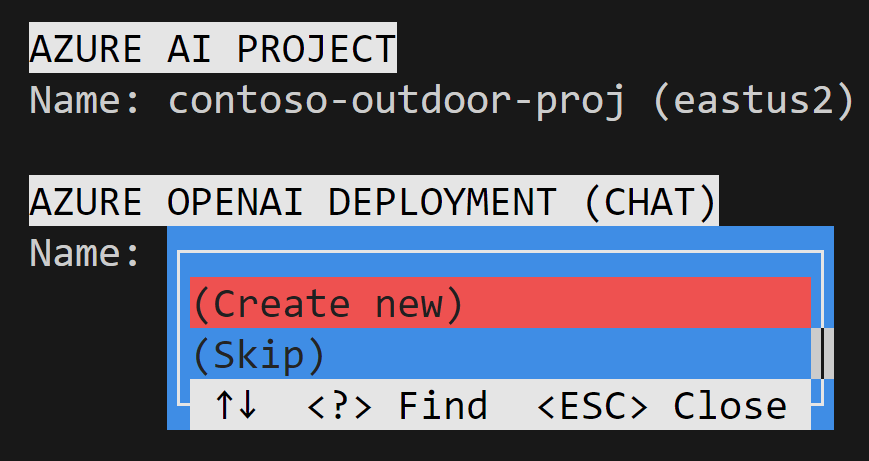 AZURE AI PROJECT
Name: contoso-outdoor-proj (eastus2)
AZURE OPENAI DEPLOYMENT (CHAT)
Name:
(Create new)
(Skip)
↑↓ <?> Find <ESC> Close